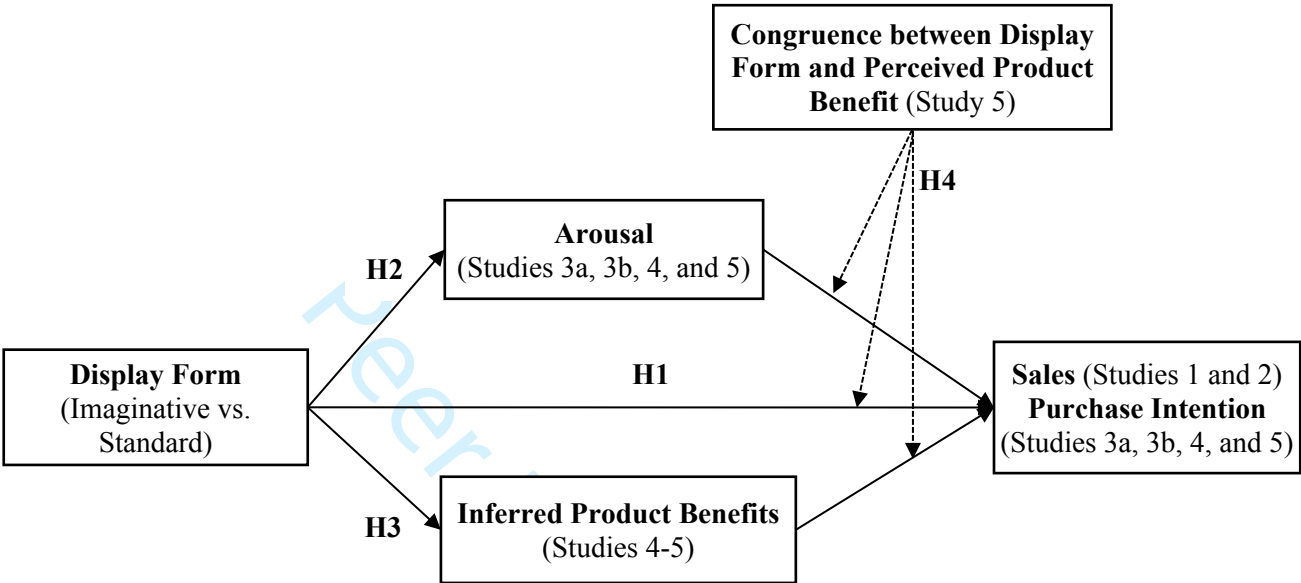 Congruence between Display
Form and Perceived Product
Benefit (Study 5)
H4
Arousal
(Studies 3a, 3b, 4, and 5)
H2
Display Form
(Imaginative vs.
Standard)
H1
Sales (Studies 1 and 2)
Purchase Intention
(Studies 3a, 3b, 4, and 5)
H3
Inferred Product Benefits
(Studies 4-5)
Peer